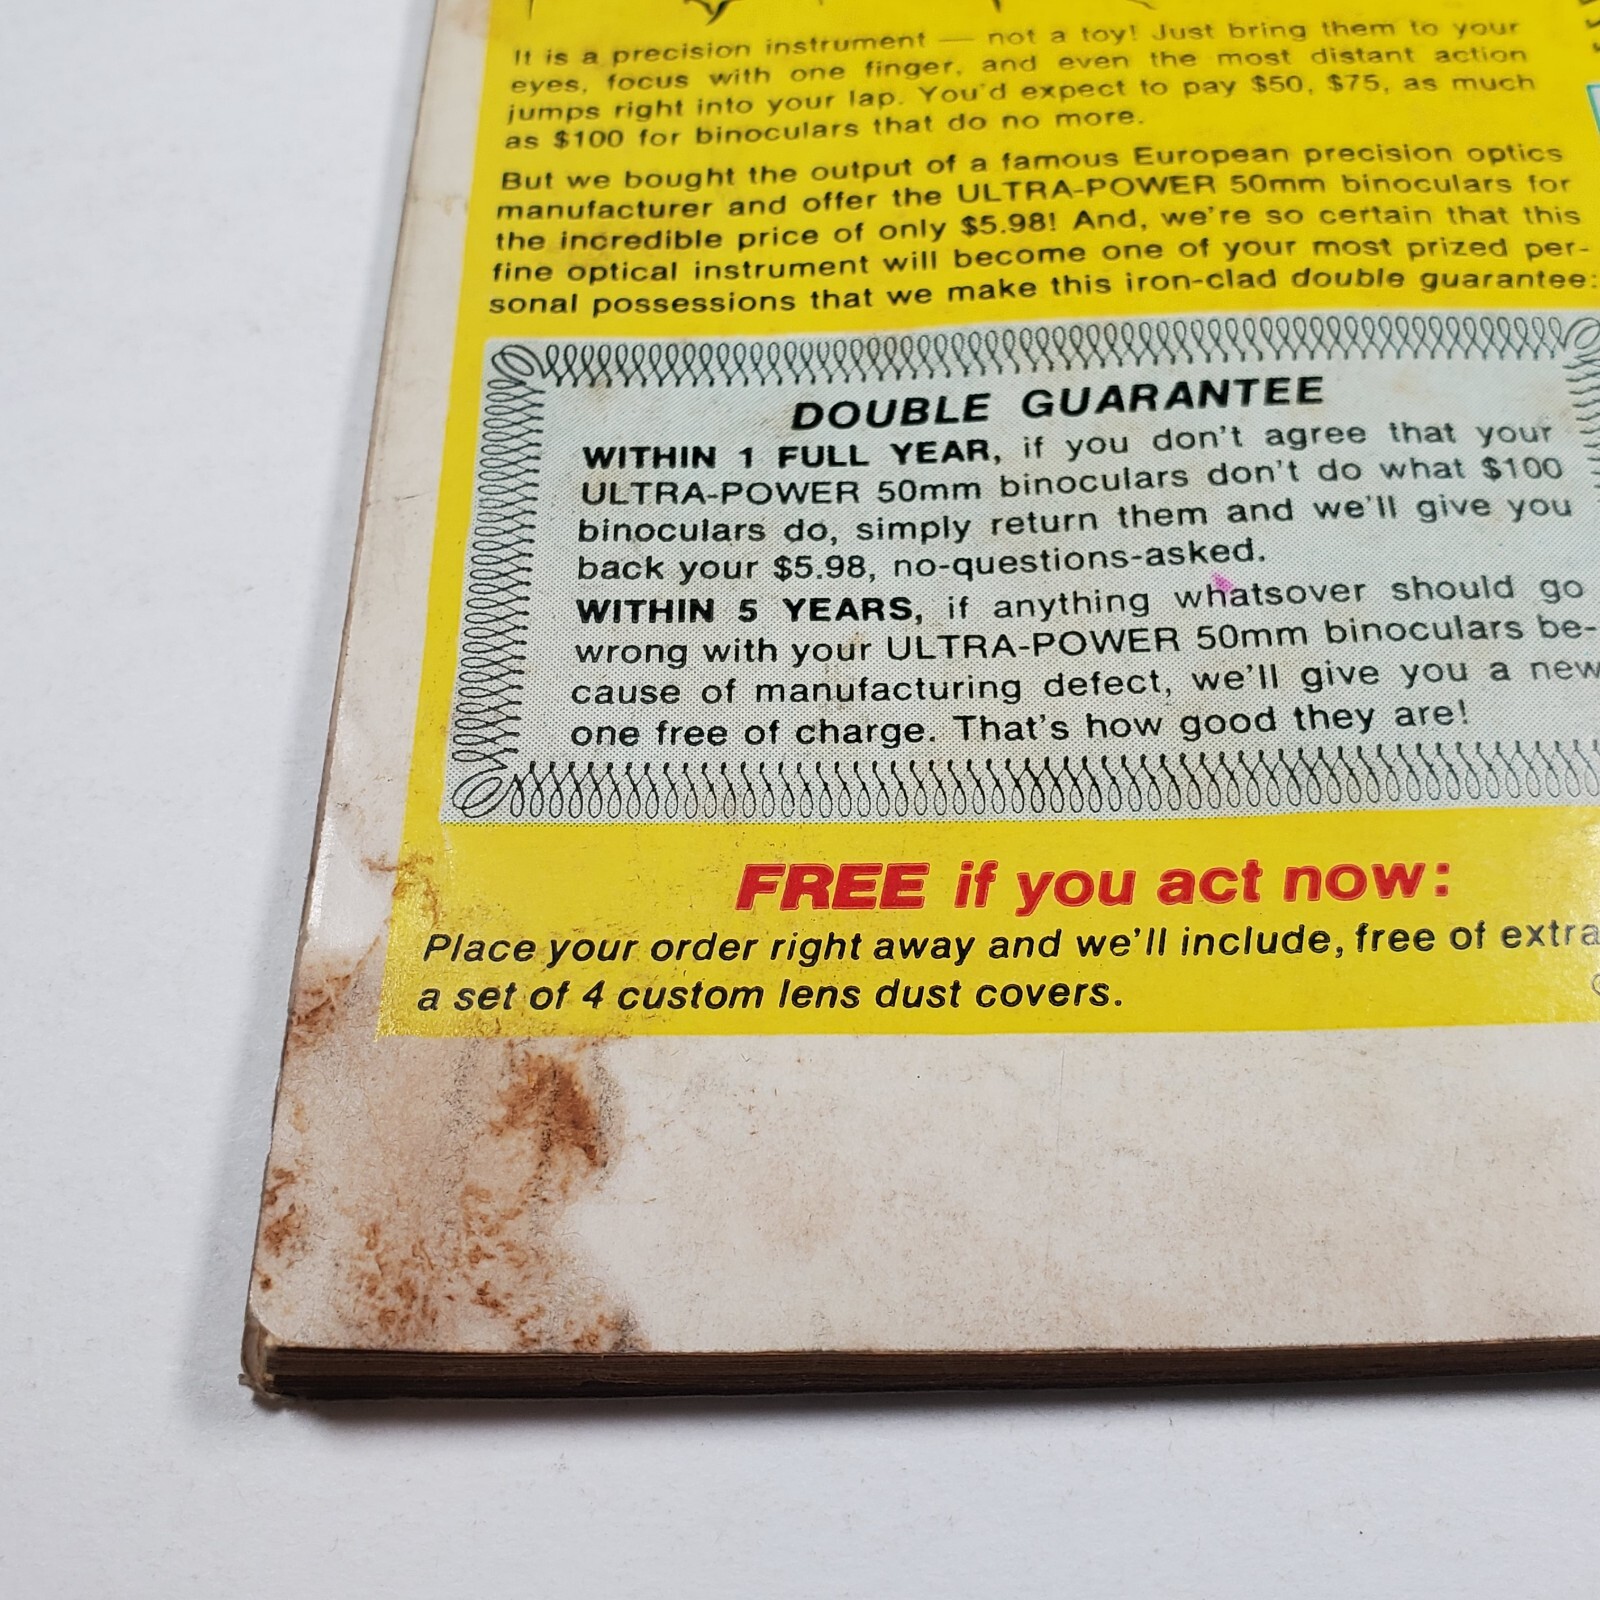 It is a precision instrument — not a toy! Just bring them to your
eyes, focus with one finger, and even the most distant action
jumps right into your lap. You'd expect to pay $50, $75, as much
as $100 for binoculars that do no more.
But we bought the output of a famous European precision optics
manufacturer and offer the ULTRA-POWER 50mm binoculars for
the incredible price of only $5.98! And, we're so certain that this
fine optical instrument will become one of your most prized per-
sonal possessions that we make this iron-clad double guarantee:
DOUBLE GUARANTEE
WITHIN 1 FULL YEAR, if you don't agree that your
ULTRA-POWER 50mm binoculars don't do what $100
binoculars do, simply return them and we'll give you
back your $5.98, no-questions-asked.
WITHIN 5 YEARS, if anything whatsover should go
wrong with your ULTRA-POWER 50mm binoculars be-
cause of manufacturing defect, we'll give you a new
one free of charge. That's how good they are!
FREE if you act now:
Place your order right away and we'll include, free of extra
a set of 4 custom lens dust covers.